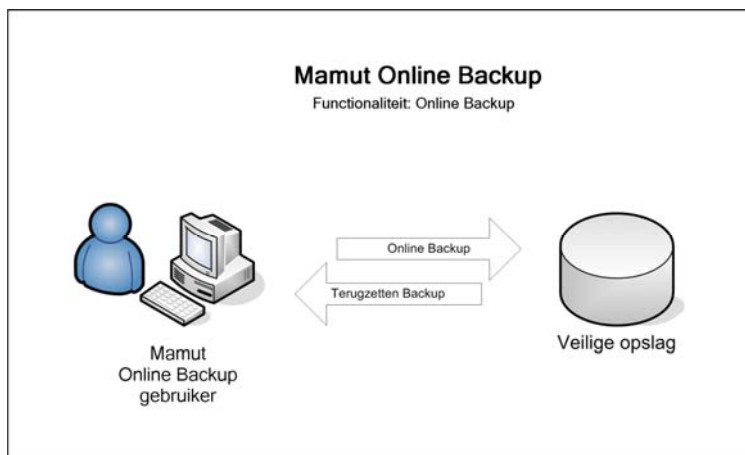 Mamut Online Backup
Functionaliteit: Online Backup
Online Backup
Terugzetten Backup
Mamut
Online Backup
gebruiker
Veilige opslag